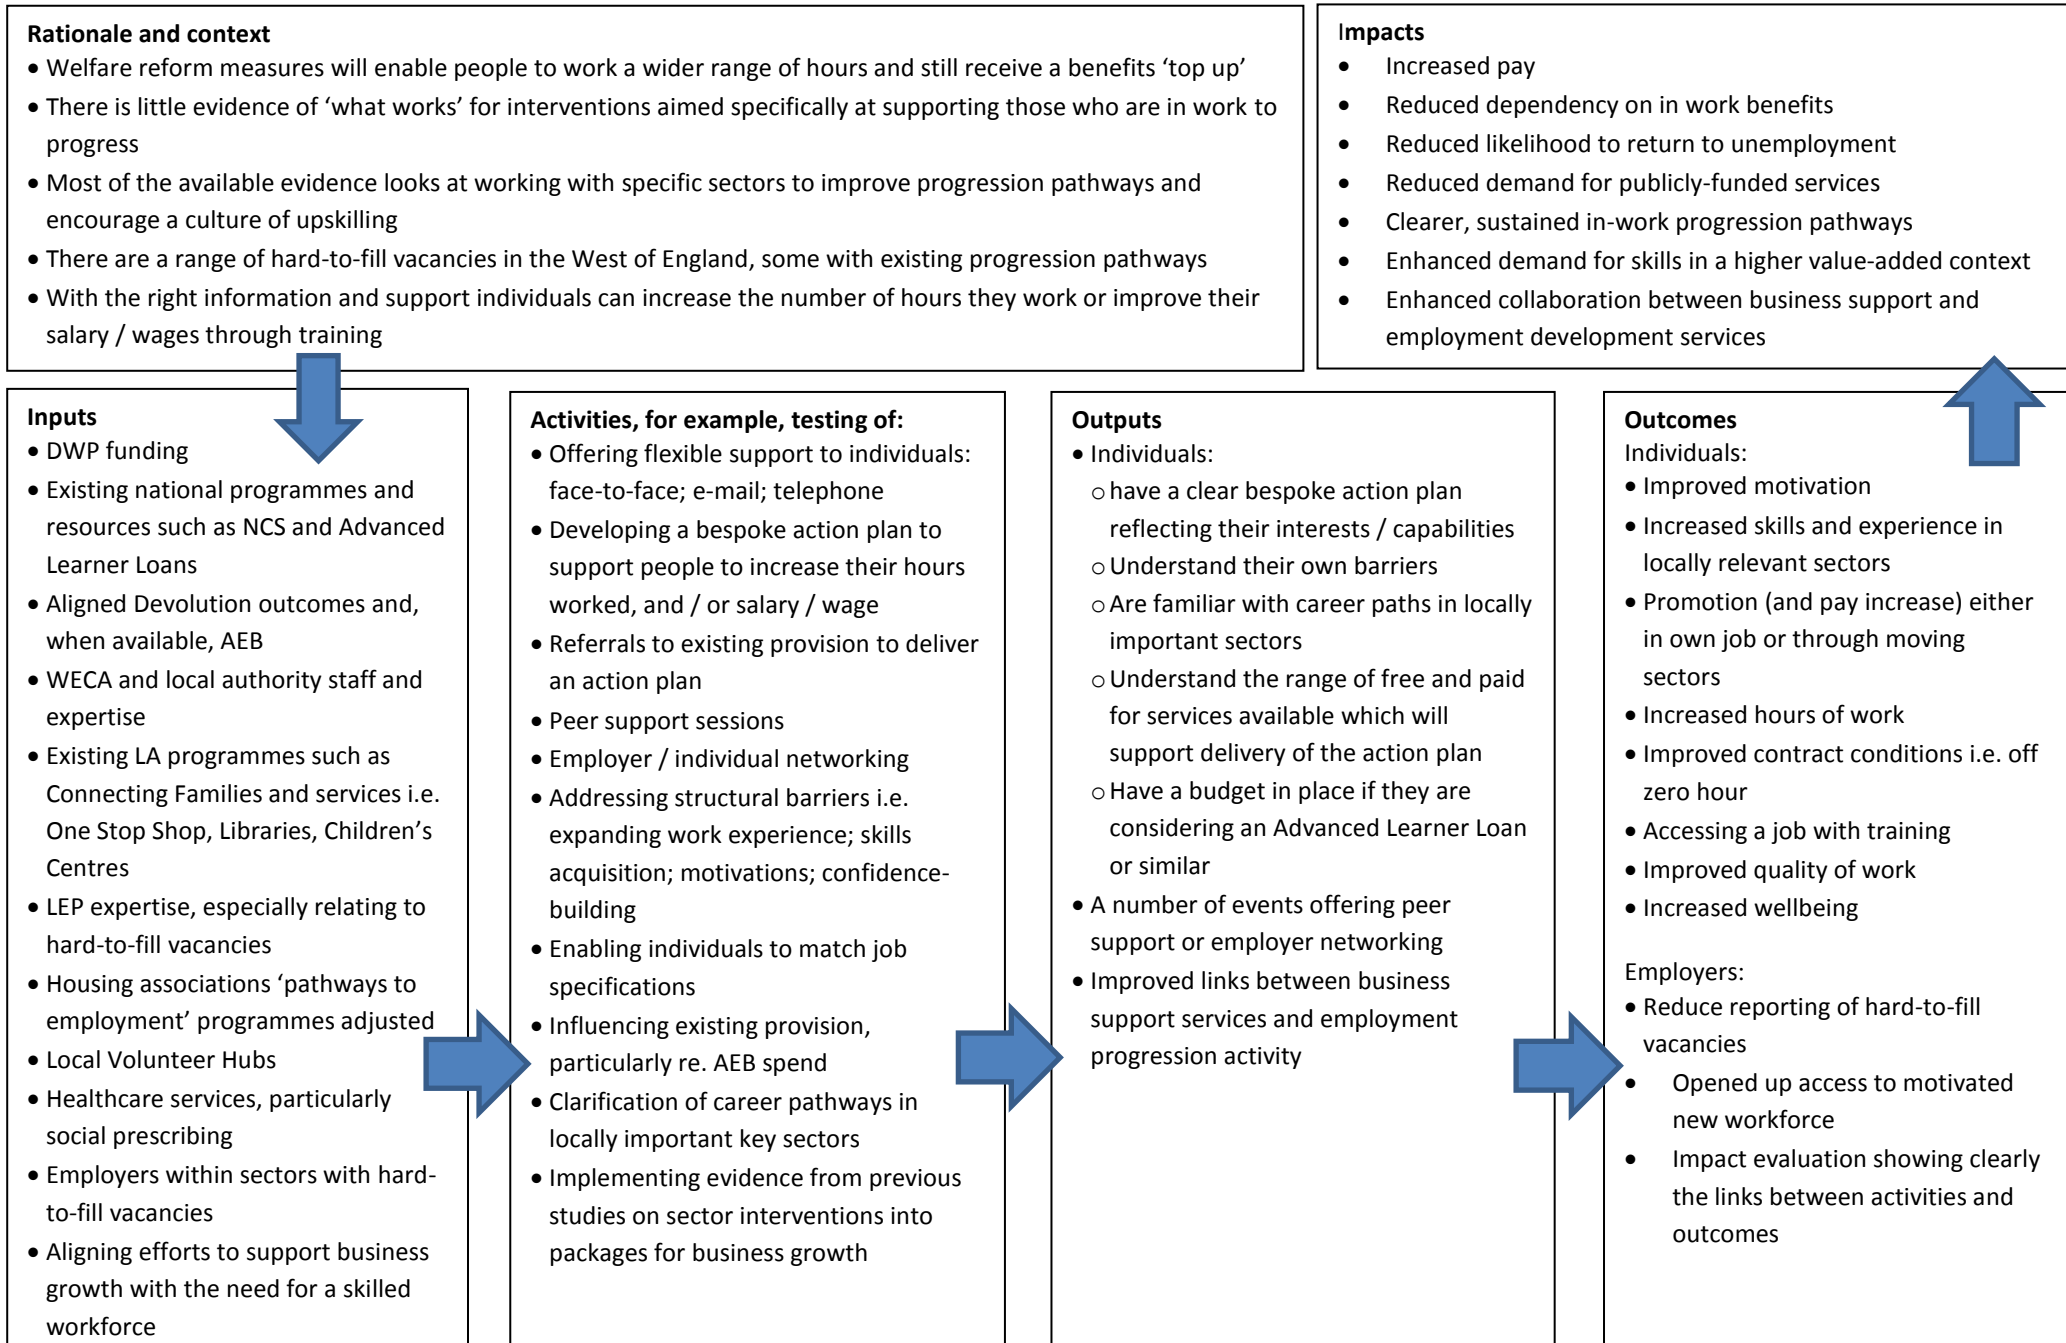 Rationale and context
• Welfare reform measures will enable people to work a wider range of hours and still receive a benefits ‘top up’
• There is little evidence of ‘what works’ for interventions aimed specifically at supporting those who are in work to
progress
• Most of the available evidence looks at working with specific sectors to improve progression pathways and
encourage a culture of upskilling
• There are a range of hard-to-fill vacancies in the West of England, some with existing progression pathways
• With the right information and support individuals can increase the number of hours they work or improve their
salary / wages through training
Impacts
• Increased pay
• Reduced dependency on in work benefits
• Reduced likelihood to return to unemployment
• Reduced demand for publicly-funded services
• Clearer, sustained in-work progression pathways
• Enhanced demand for skills in a higher value-added context
• Enhanced collaboration between business support and
employment development services
Inputs
• DWP funding
• Existing national programmes and
resources such as NCS and Advanced
Learner Loans
• Aligned Devolution outcomes and,
when available, AEB
• WECA and local authority staff and
expertise
• Existing LA programmes such as
Connecting Families and services i.e.
One Stop Shop, Libraries, Children’s
Centres
• LEP expertise, especially relating to
hard-to-fill vacancies
• Housing associations ‘pathways to
employment’ programmes adjusted
• Local Volunteer Hubs
• Healthcare services, particularly
social prescribing
• Employers within sectors with hard-
to-fill vacancies
• Aligning efforts to support business
growth with the need for a skilled
workforce
Activities, for example, testing of:
• Offering flexible support to individuals:
face-to-face; e-mail; telephone
• Developing a bespoke action plan to
support people to increase their hours
worked, and / or salary / wage
• Referrals to existing provision to deliver
an action plan
• Peer support sessions
• Employer / individual networking
• Addressing structural barriers i.e.
expanding work experience; skills
acquisition; motivations; confidence-
building
• Enabling individuals to match job
specifications
• Influencing existing provision,
particularly re. AEB spend
• Clarification of career pathways in
locally important key sectors
• Implementing evidence from previous
studies on sector interventions into
packages for business growth
Outputs
• Individuals:
o have a clear bespoke action plan
reflecting their interests / capabilities
o Understand their own barriers
o Are familiar with career paths in locally
important sectors
o Understand the range of free and paid
for services available which will
support delivery of the action plan
o Have a budget in place if they are
considering an Advanced Learner Loan
or similar
• A number of events offering peer
support or employer networking
• Improved links between business
support services and employment
progression activity
Outcomes
Individuals:
• Improved motivation
• Increased skills and experience in
locally relevant sectors
• Promotion (and pay increase) either
in own job or through moving
sectors
• Increased hours of work
• Improved contract conditions i.e. off
zero hour
• Accessing a job with training
• Improved quality of work
• Increased wellbeing
Employers:
• Reduce reporting of hard-to-fill
vacancies
• Opened up access to motivated
new workforce
• Impact evaluation showing clearly
the links between activities and
outcomes